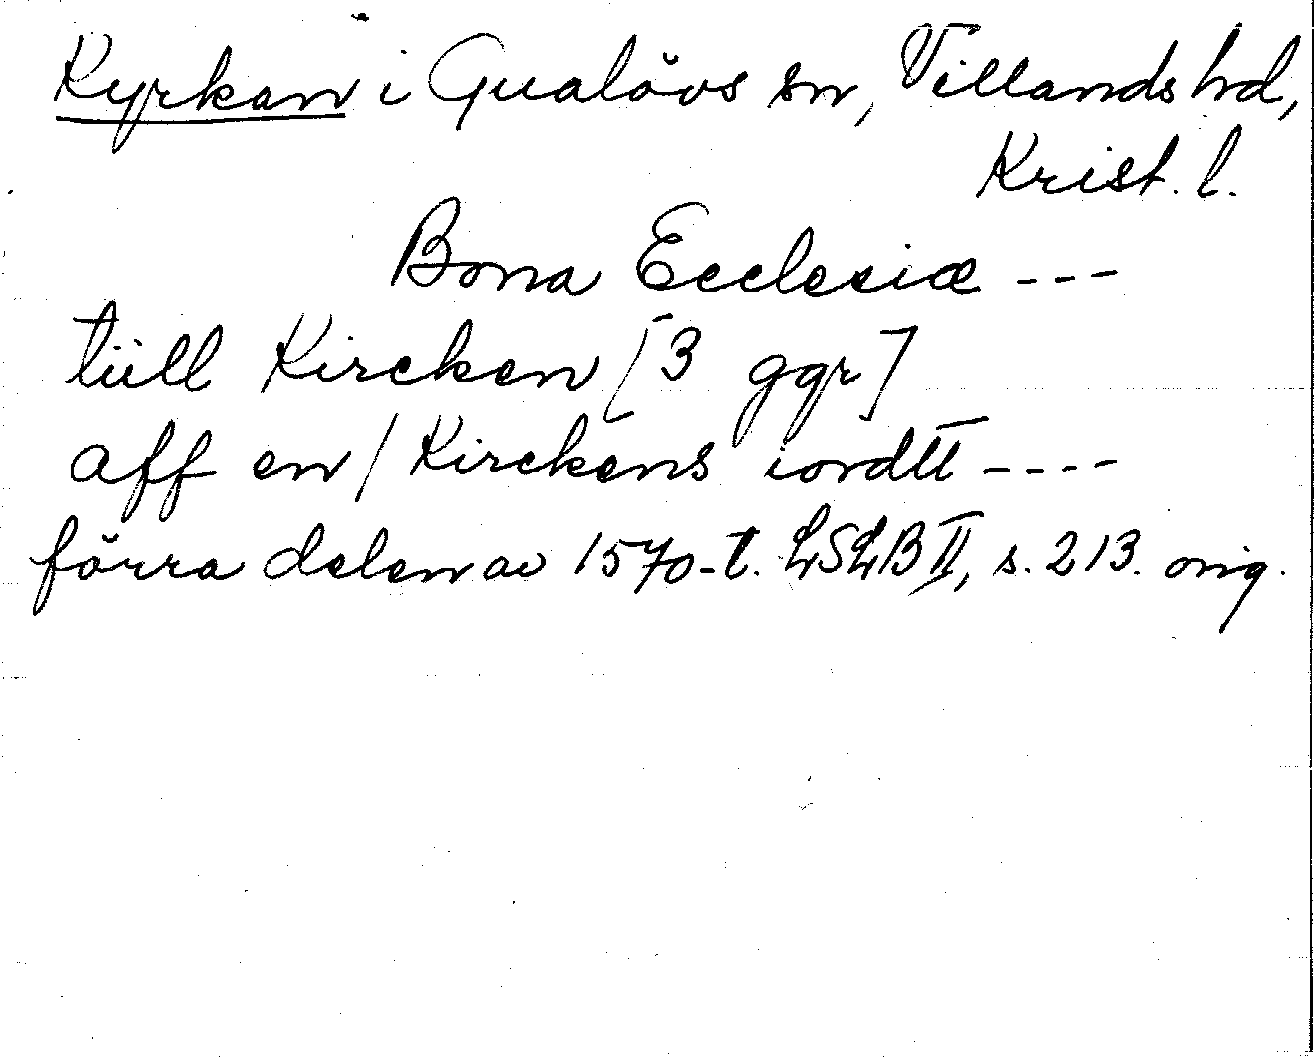 Kyrkan i Gualövs sn, Villands hd,
Krist. l.
Bona Ecclesiæ ---
tiill Kircken [3 ggr]
aff en / Kirckens iordtt ----
förra delen av 1570-t. LSLB II, s. 213. orig.